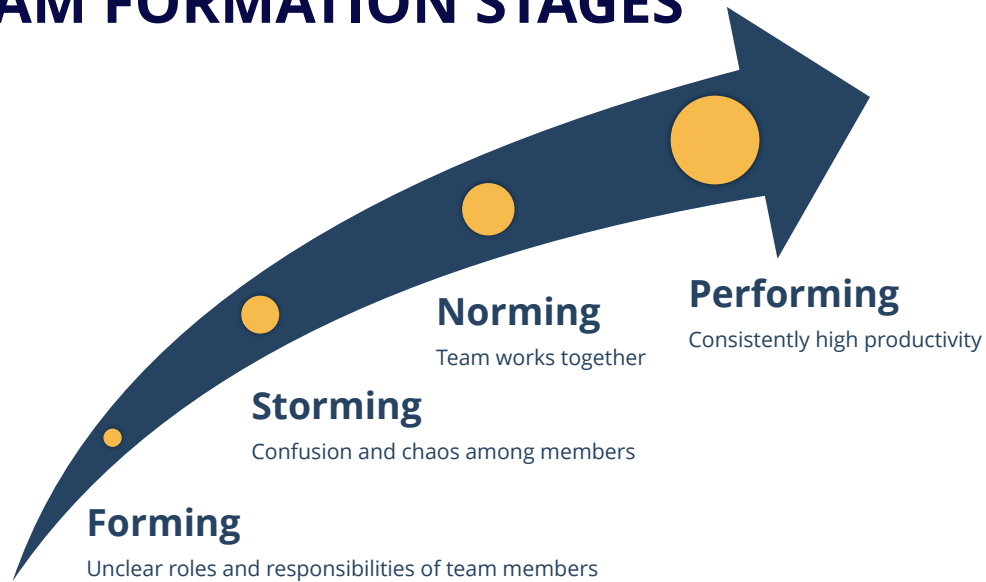 AM FORMATION STAGES
Performing
Consistently high productivity
Norming
Team works together
Storming
Confusion and chaos among members
Forming
Unclear roles and responsibilities of team members